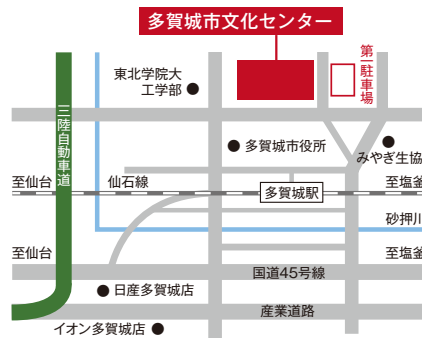 多賀城市文化センター
東北学院大
工学部
第一駐車場
三陸自動車道
多賀城市役所
みやぎ生協
至仙台
仙石線
多賀城駅
至塩釜
砂押川
至仙台
至塩釜
国道45号線
日産多賀城店
産業道路
イオン多賀城店